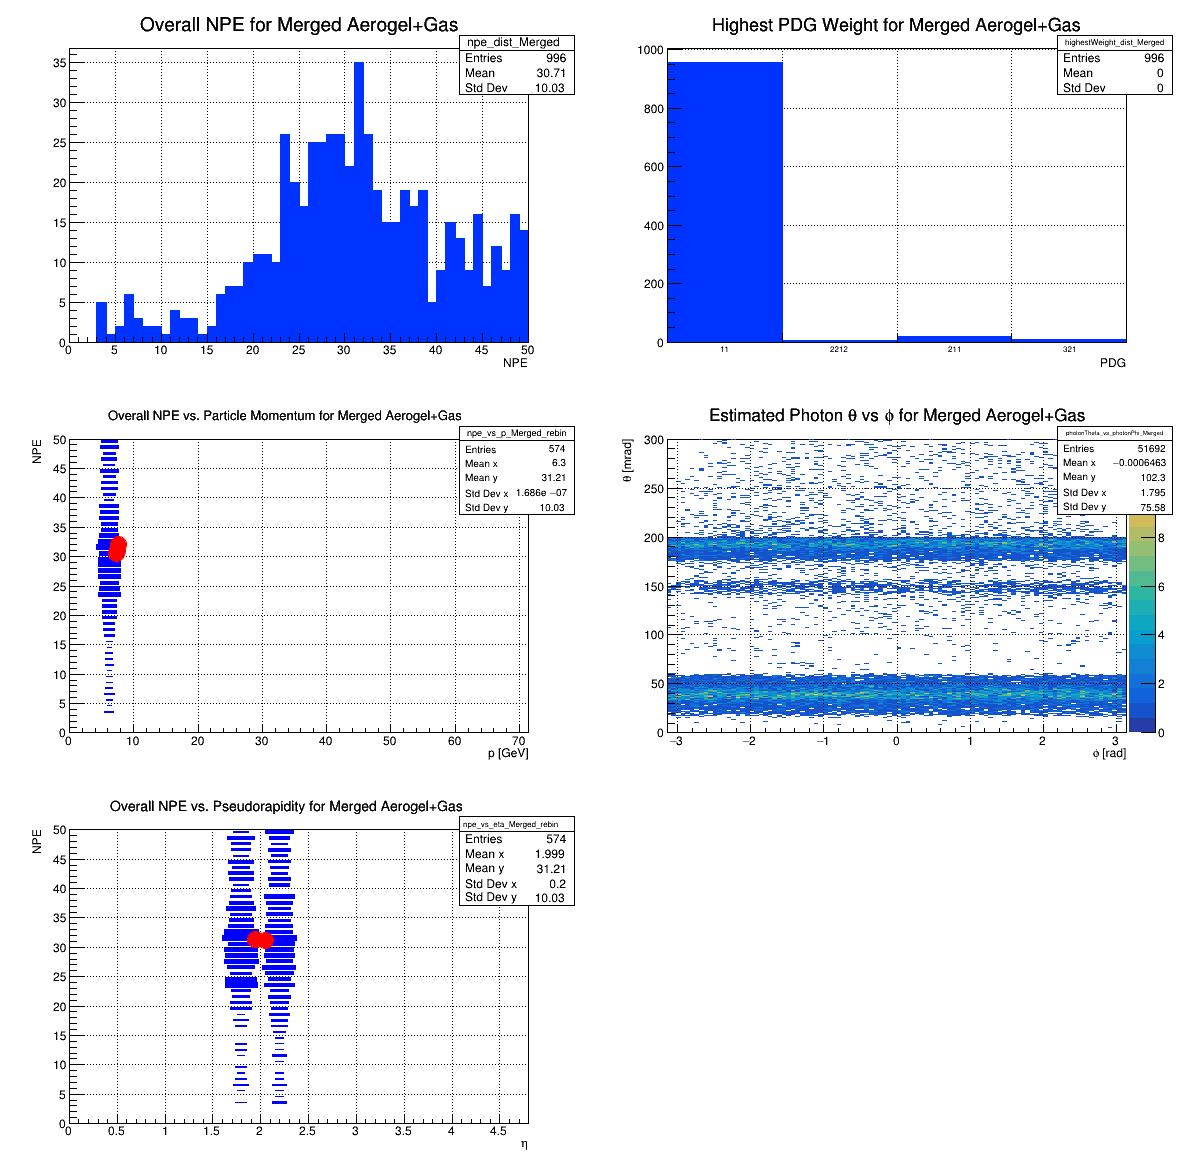 Overall NPE for Merged Aerogel+Gas
npe_dist_Merged
Entries 996
Mean 30.71
Std Dev 10.03
35
30
25
20
15
10
5
0
0 5 10 15 20 25 30 35 40 45 50
NPE
Highest PDG Weight for Merged Aerogel+Gas
highestWeight_dist_Merged
Entries 996
Mean 0
Std Dev 0
1000
800
600
400
200
0
11 2212 211 321
PDG
Overall NPE vs. Particle Momentum for Merged Aerogel+Gas
npe_vs_p_Merged_rebin
Entries 574
Mean x 6.3
Mean y 31.21
Std Dev x 1.686e −07
Std Dev y 10.03
NPE
50
45
40
35
30
25
20
15
10
5
0
0 10 20 30 40 50 60 70
p [GeV]
Estimated Photon θ vs ϕ for Merged Aerogel+Gas
photonTheta_vs_photonPhi_Merged
Entries 51692
Mean x −0.0006463
Mean y 102.3
Std Dev x 1.795
Std Dev y 75.58
θ [mrad]
300
250
200
150
100
50
0
−3 −2 −1 0 1 2 3
ϕ [rad]
8
6
4
2
0
Overall NPE vs. Pseudorapidity for Merged Aerogel+Gas
npe_vs_eta_Merged_rebin
Entries 574
Mean x 1.999
Mean y 31.21
Std Dev x 0.2
Std Dev y 10.03
NPE
50
45
40
35
30
25
20
15
10
5
0
0 0.5 1 1.5 2 2.5 3 3.5 4 4.5
η